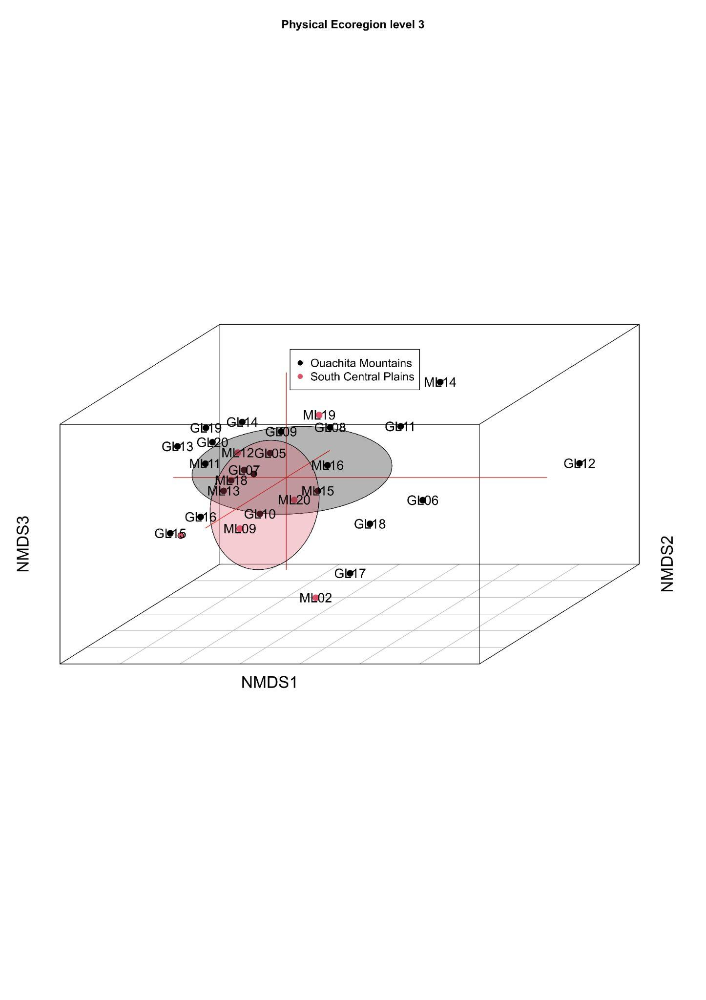 Physical Ecoregion level 3
Ouachita Mountains
South Central Plains
ML14
ML19
GL14
GL19
GL09
GL08
GL11
GL20
GL13
ML12
GL05
ML11
ML16
GL12
GL07
ML18
ML13
ML15
ML20
GL06
GL10
GL16
GL18
ML09
GL15
GL17
ML02
NMDS3
NMDS2
NMDS1